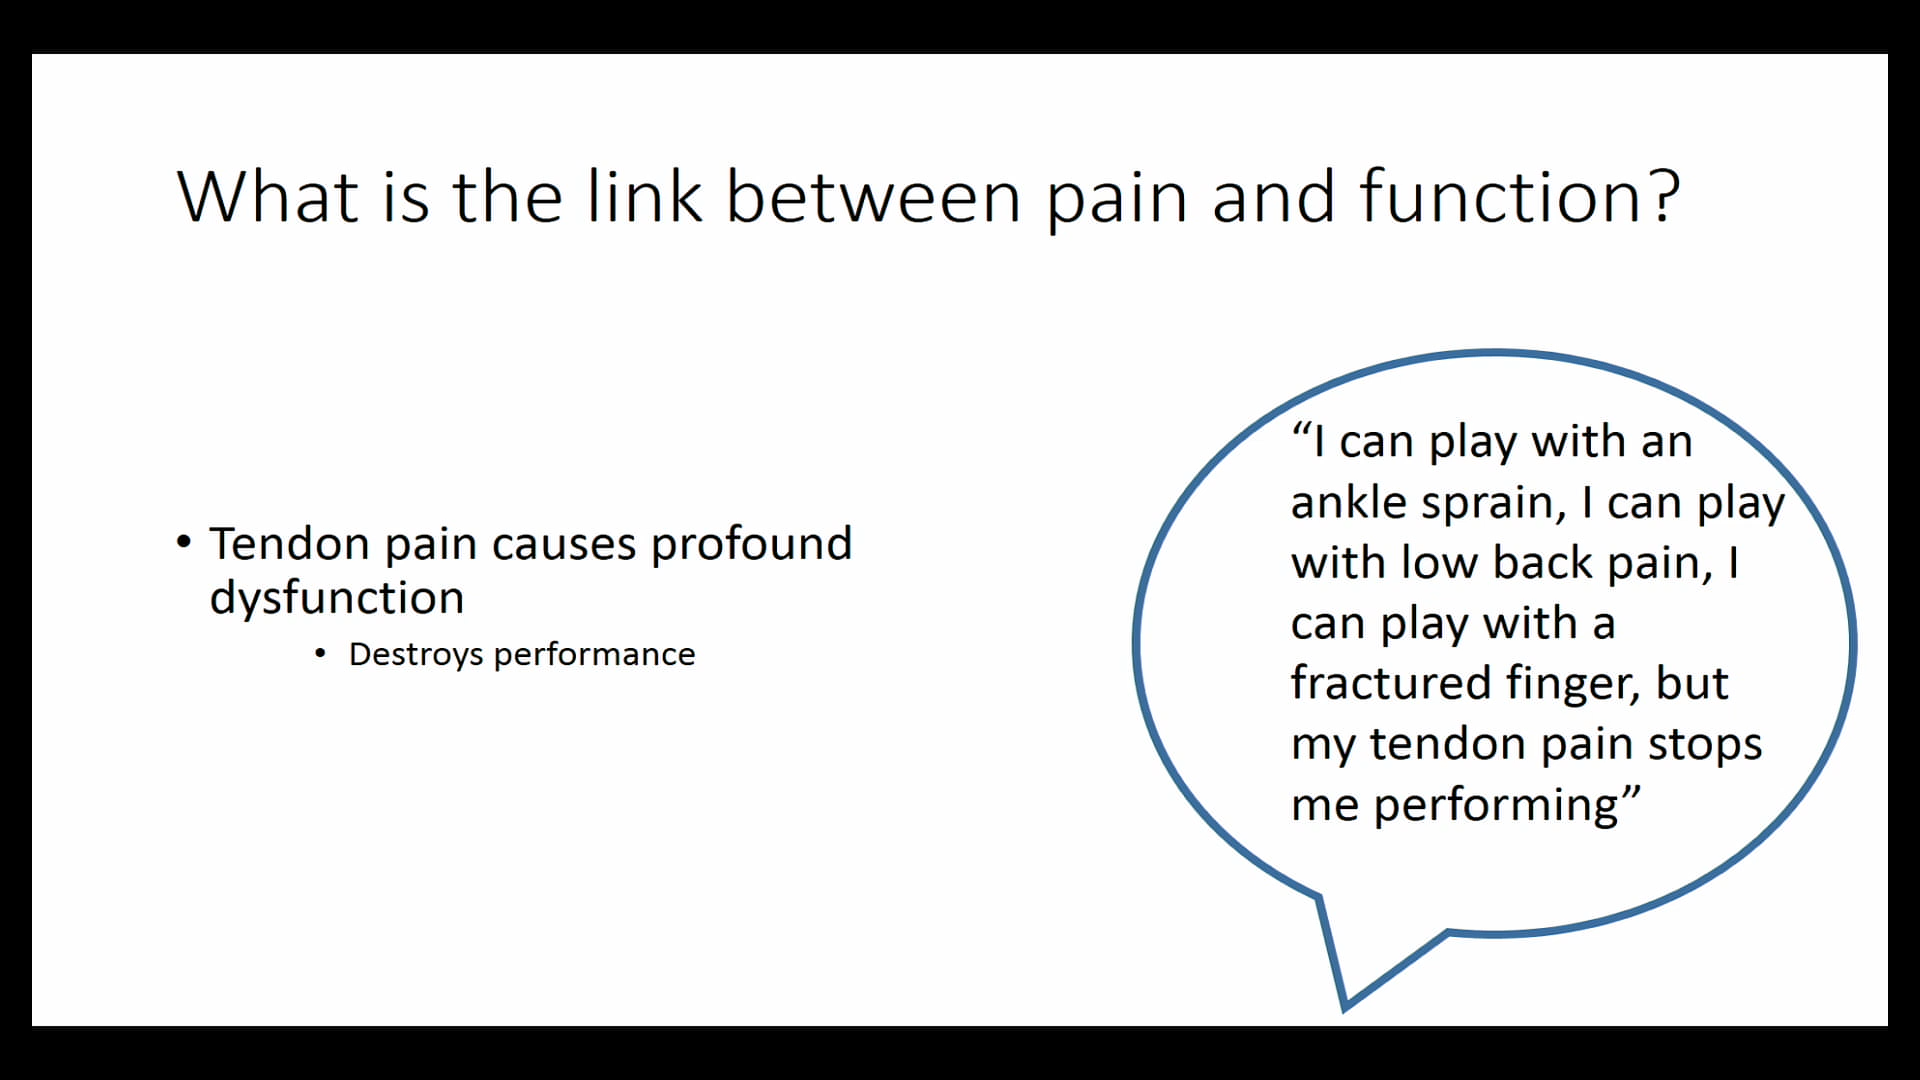 What is the link between pain and function?
• Tendon pain causes profound
dysfunction
• Destroys performance
“I can play with an
ankle sprain, I can play
with low back pain, I
can play with a
fractured finger, but
my tendon pain stops
me performing”